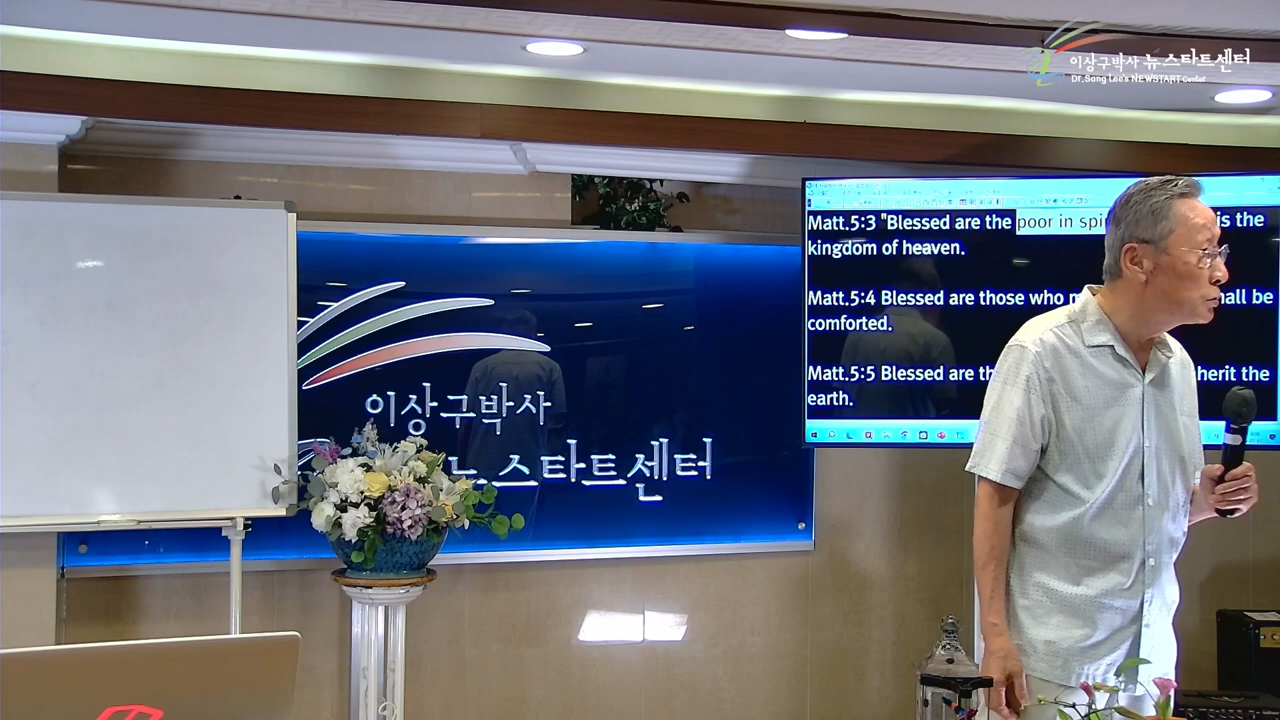 이상구박사 뉴스타트센터
Dr. Sang Lee's NEWSTART Center
Matt.5:3 "Blessed are the poor in spi is the
kingdom of heaven.
Matt.5:4 Blessed are those who hall be
comforted.
Matt.5:5 Blessed are th herit the
earth.
이상구박사
뉴스타트센터